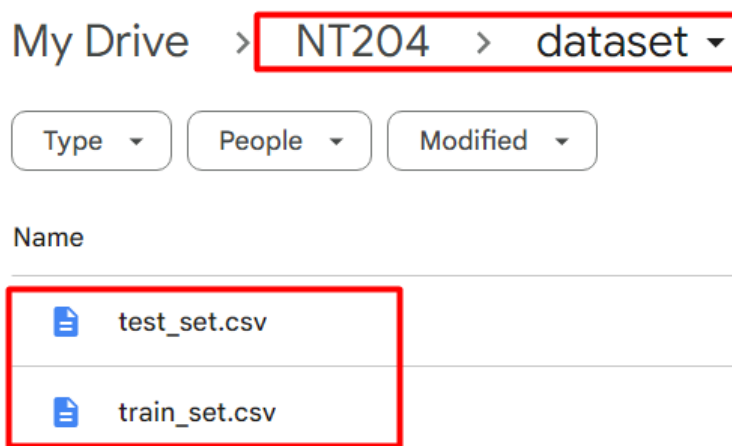 My Drive > NT204 > dataset
Type People Modified
Name
test_set.csv
train_set.csv